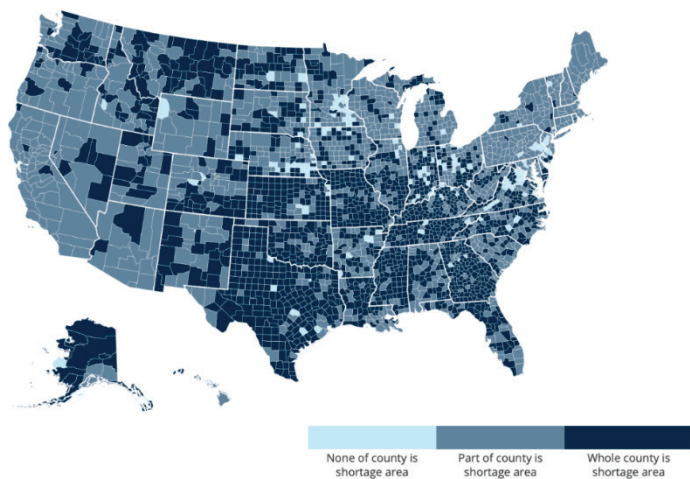 None of county is
shortage area
Part of county is
shortage area
Whole county is
shortage area